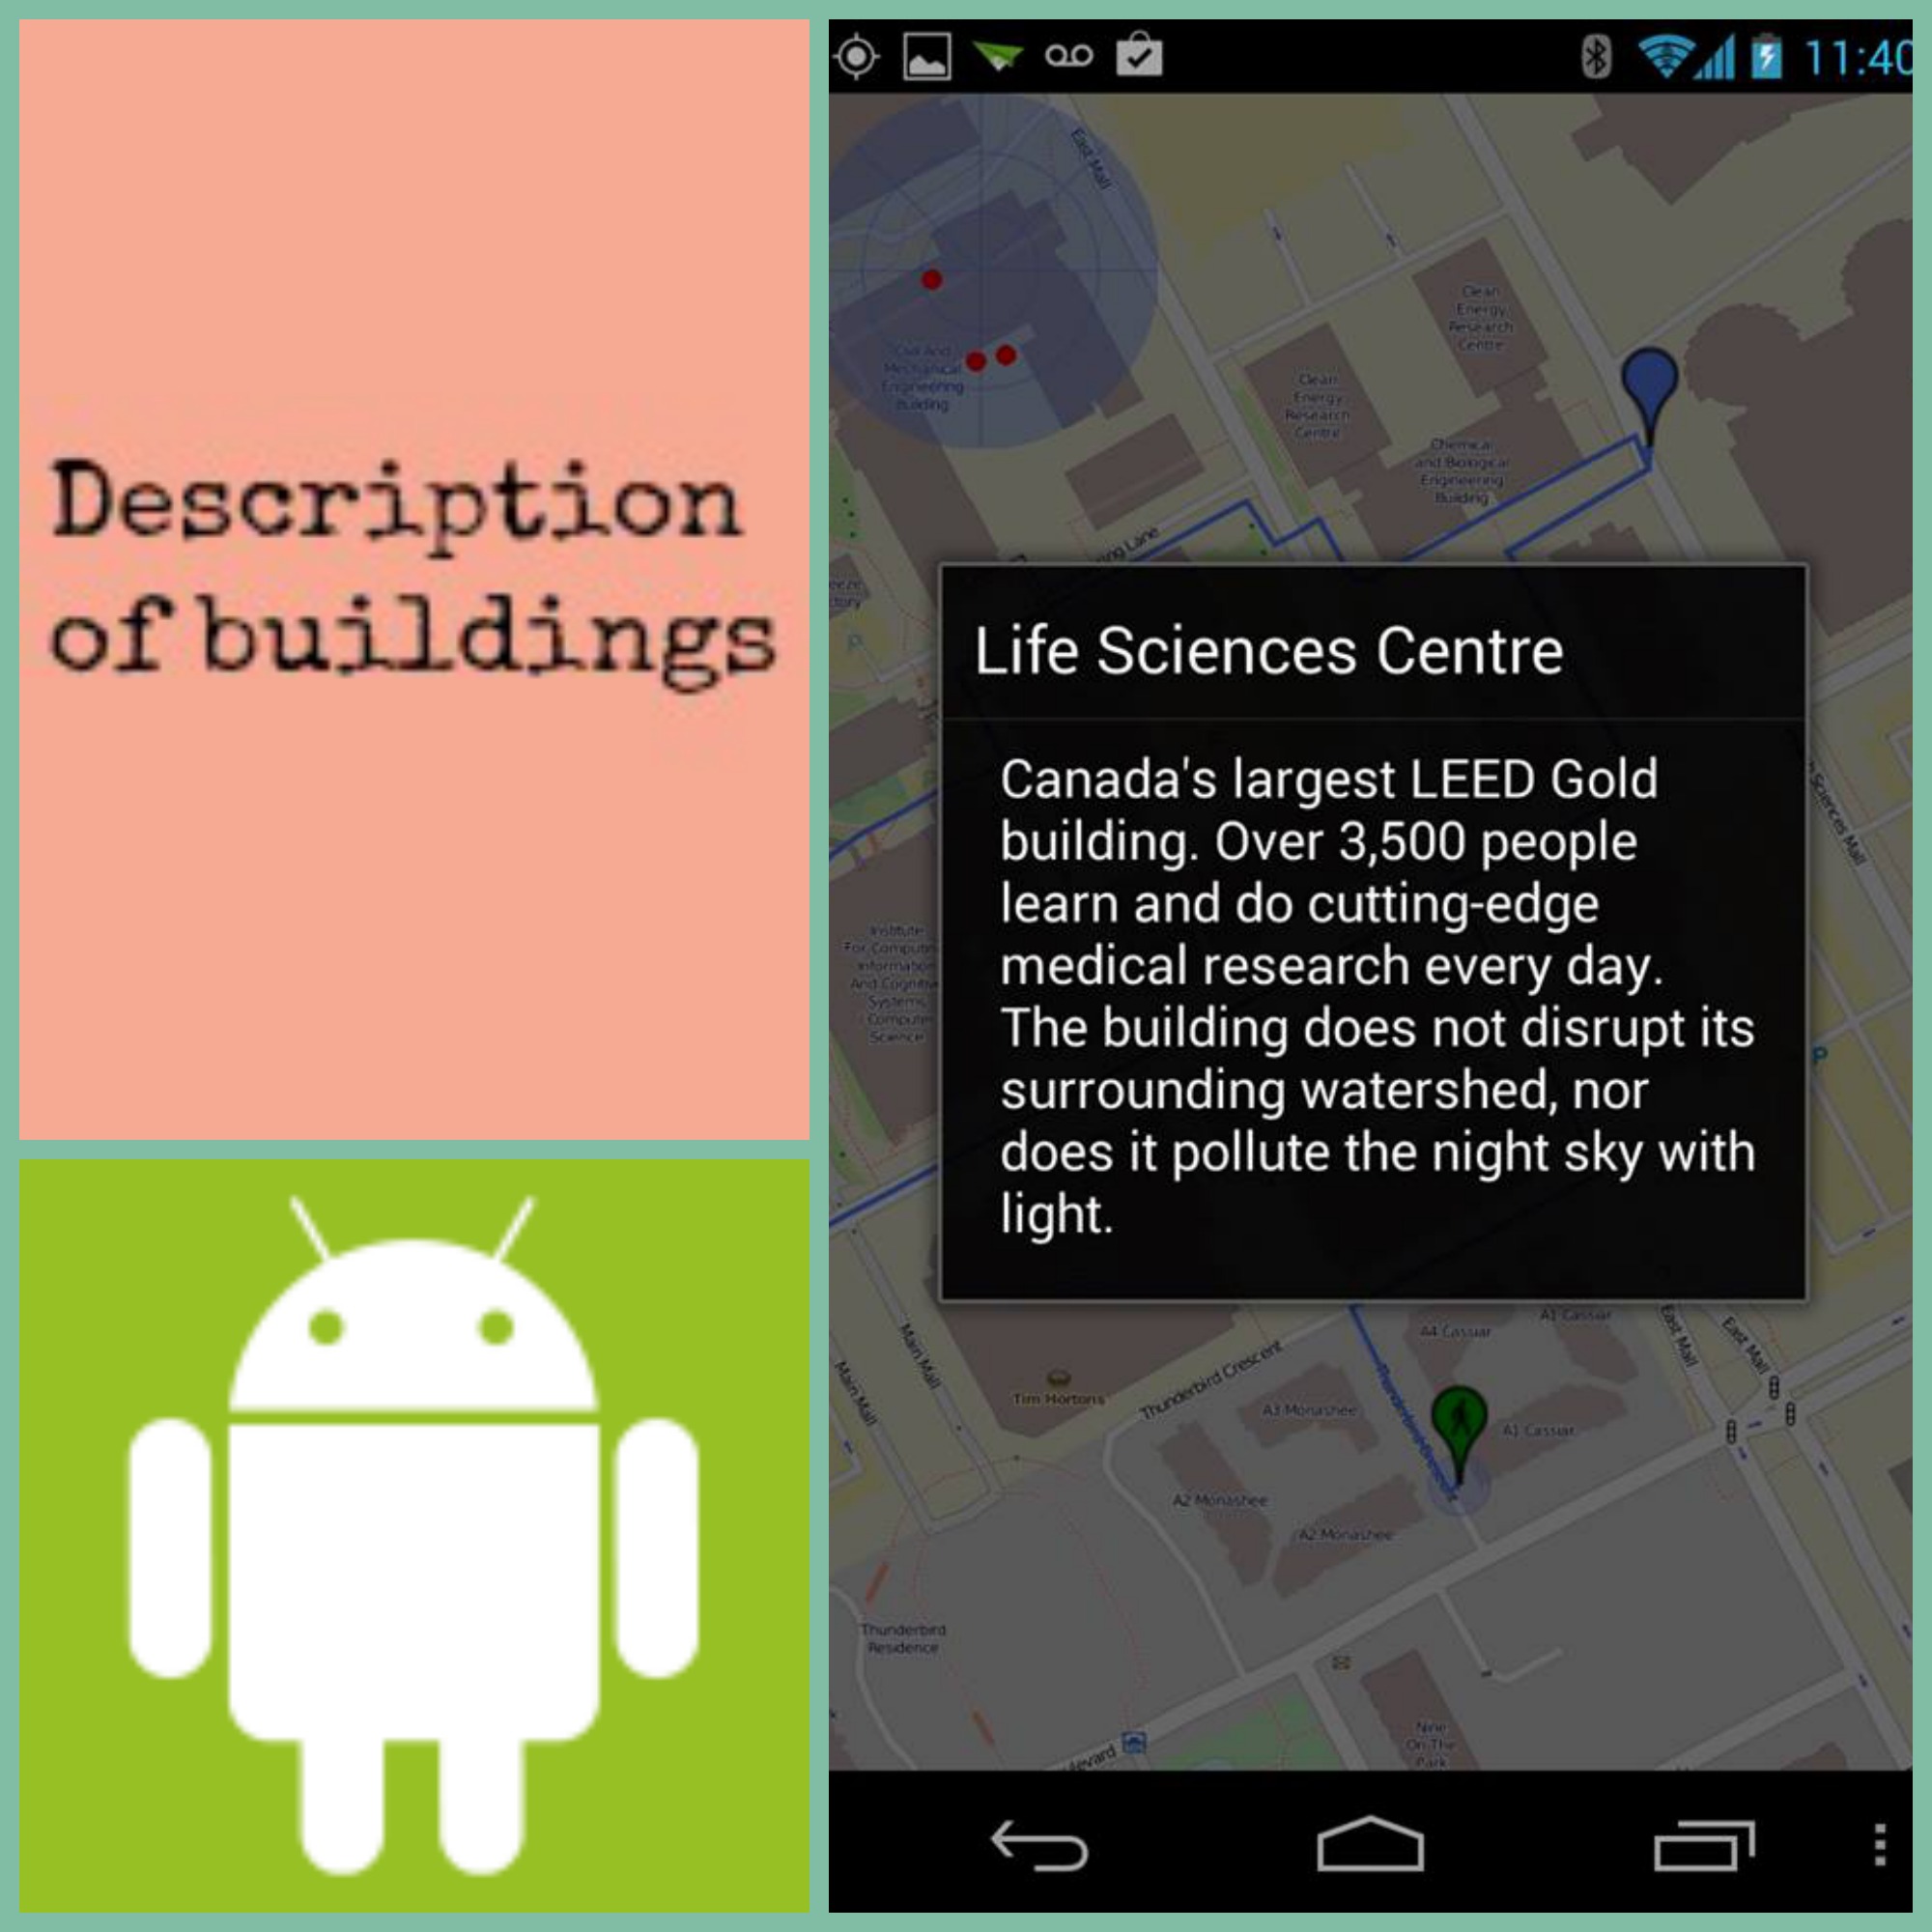 Description
of buildings
11:40
East Mall
Clean
Energy
Research
Centre
Clean
Energy
Research
Centre
Civil And
Mechanical
Engineering
Building
Chemical
and Biological
Engineering
Building
Life Sciences Centre
Canada's largest LEED Gold
building. Over 3,500 people
learn and do cutting-edge
medical research every day.
The building does not disrupt its
surrounding watershed, nor
does it pollute the night sky with
light.
Sciences Mall
Institute
For Computing
Information
And Cognitive
Systems
Computer
Science
P
P
A1 Cassiar
A4 Cassiar
East Mall
East Mall
Main Mall
Main Mall
Tim Hortons
Thunderbird Crescent
Thunderbird Crescent
A3 Monashee
A1 Cassiar
A2 Monashee
A2 Monashee
Thunderbird
Residence
Nine
On The
Park